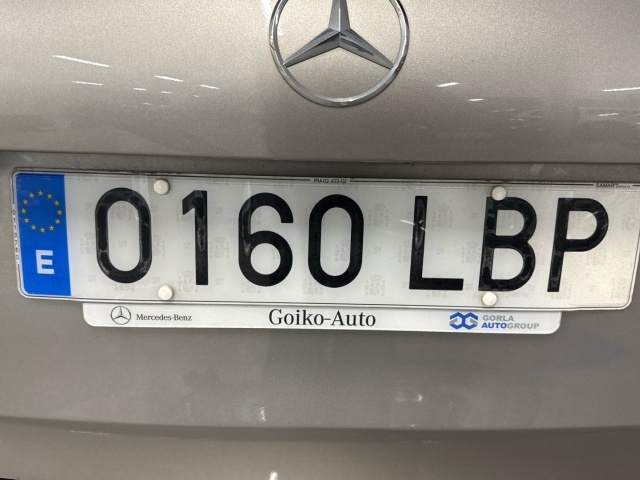 E 0160 LBP
Mercedes-Benz Goiko-Auto GORLA
AUTOGROUP